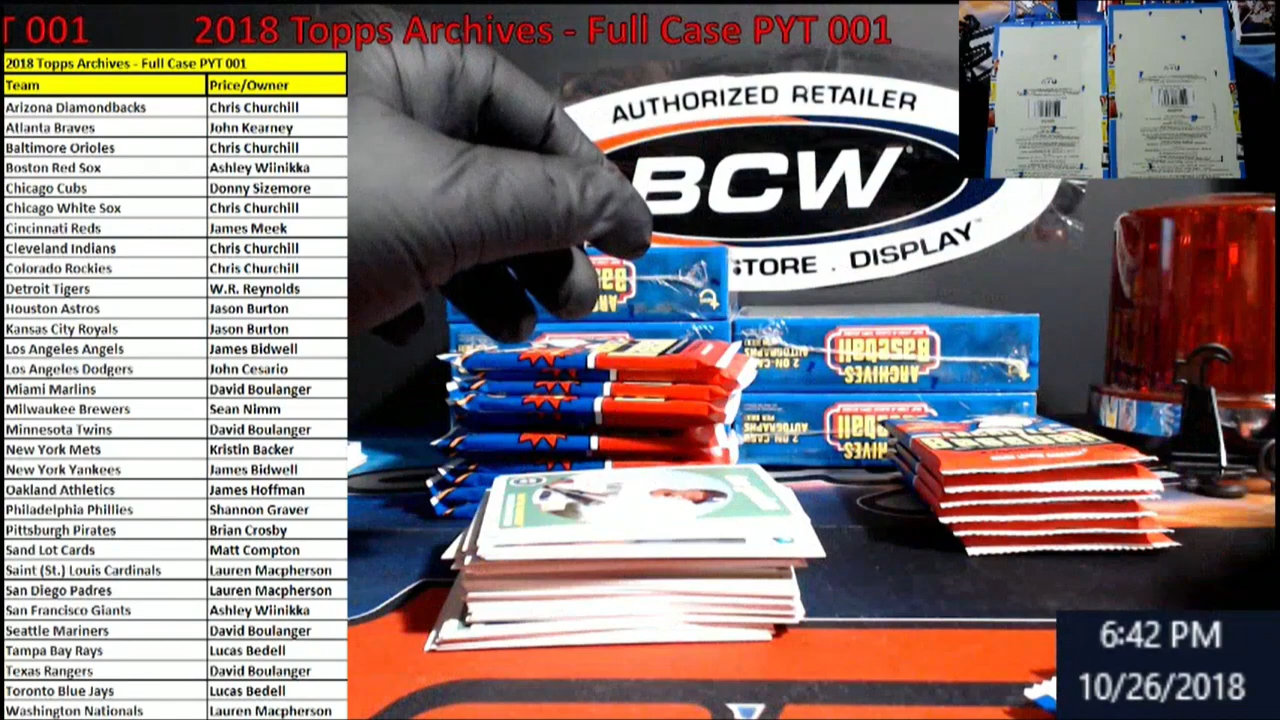 T 001 2018 Topps Archives - Full Case PYT 001
2018 Topps Archives - Full Case PYT 001
Team Price/Owner
Arizona Diamondbacks Chris Churchill
Atlanta Braves John Kearney
Baltimore Orioles Chris Churchill
Boston Red Sox Ashley Wiinikka
Chicago Cubs Donny Sizemore
Chicago White Sox Chris Churchill
Cincinnati Reds James Meek
Cleveland Indians Chris Churchill
Colorado Rockies Chris Churchill
Detroit Tigers W.R. Reynolds
Houston Astros Jason Burton
Kansas City Royals Jason Burton
Los Angeles Angels James Bidwell
Los Angeles Dodgers John Cesario
Miami Marlins David Boulanger
Milwaukee Brewers Sean Nimm
Minnesota Twins David Boulanger
New York Mets Kristin Backer
New York Yankees James Bidwell
Oakland Athletics James Hoffman
Philadelphia Phillies Shannon Graver
Pittsburgh Pirates Brian Crosby
Sand Lot Cards Matt Compton
Saint (St.) Louis Cardinals Lauren Macpherson
San Diego Padres Lauren Macpherson
San Francisco Giants Ashley Wiinikka
Seattle Mariners David Boulanger
Tampa Bay Rays Lucas Bedell
Texas Rangers David Boulanger
Toronto Blue Jays Lucas Bedell
Washington Nationals Lauren Macpherson
AUTHORIZED RETAILER
BCW
STORE . DISPLAY
ARCHIVES
Baseball
2 ON-CARD
AUTOGRAPHS
ARCHIVES
Baseball
2 ON-CARD
AUTOGRAPHS
6:42 PM
10/26/2018